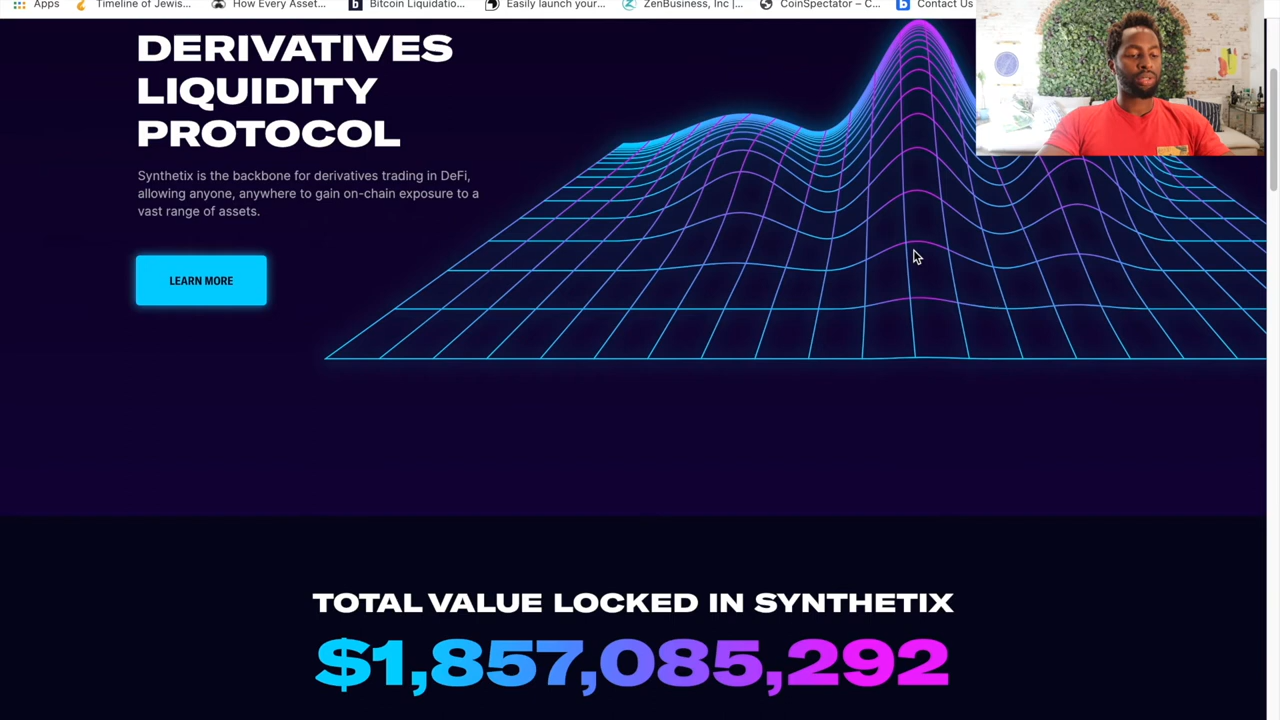 Apps
Timeline of Jewis...
How Every Asset...
Bitcoin Liquidatio...
Easily launch your...
ZenBusiness, Inc |...
CoinSpectator – C...
Contact Us
DERIVATIVES
LIQUIDITY
PROTOCOL
Synthetix is the backbone for derivatives trading in DeFi,
allowing anyone, anywhere to gain on-chain exposure to a
vast range of assets.
LEARN MORE
TOTAL VALUE LOCKED IN SYNTHETIX
$1,857,085,292